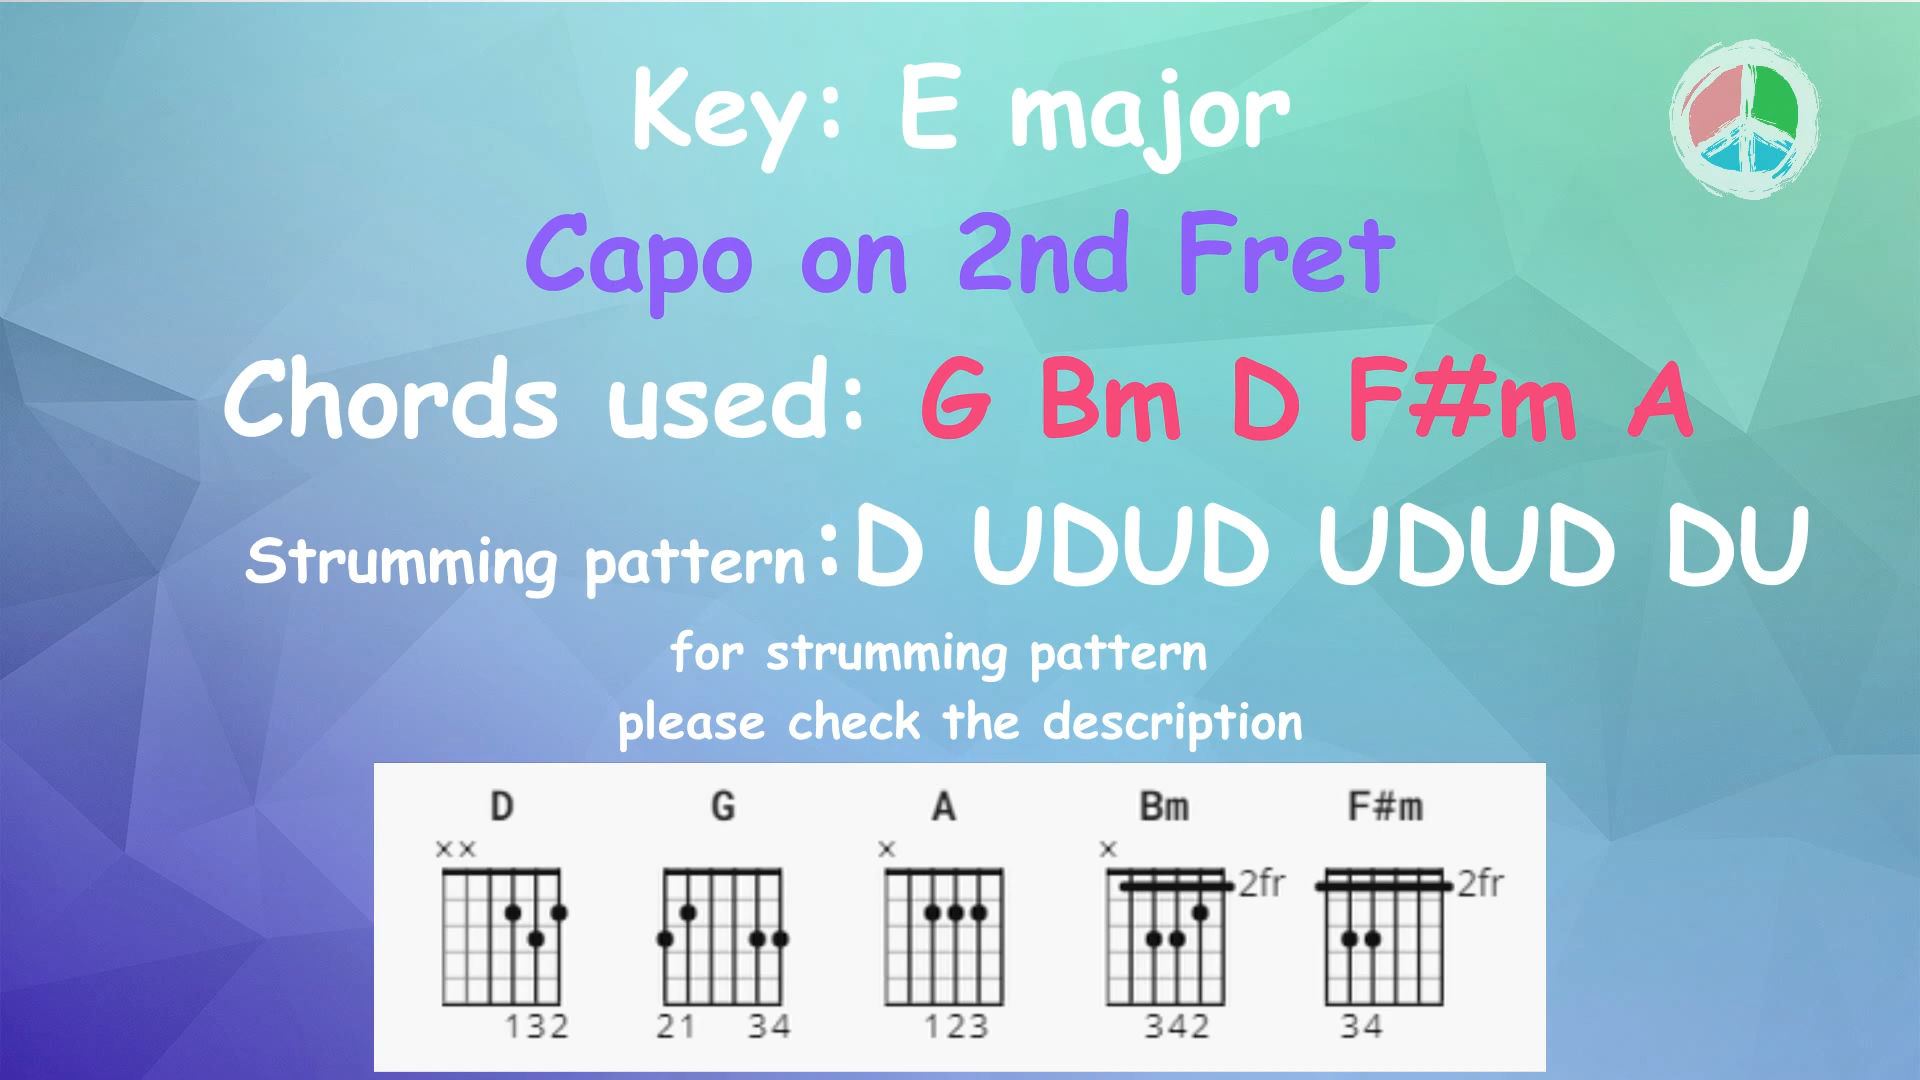 Key: E major
Capo on 2nd Fret
Chords used: G Bm D F#m A
Strumming pattern:D UDUD UDUD DU
for strumming pattern
please check the description
D G A Bm F#m
xx x x
2fr 2fr
132 21 34 123 342 34